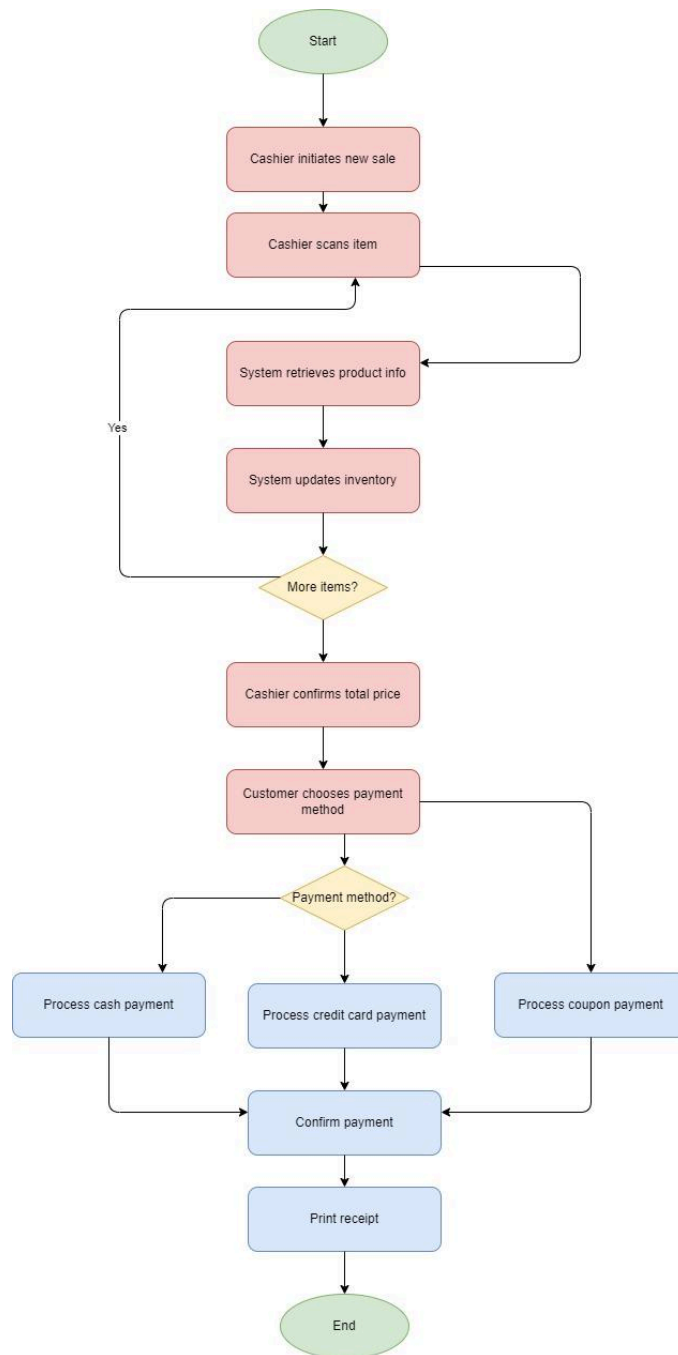 Start
Cashier initiates new sale
Cashier scans item
System retrieves product info
Yes
System updates inventory
More items?
Cashier confirms total price
Customer chooses payment
method
Payment method?
Process cash payment
Process credit card payment
Process coupon payment
Confirm payment
Print receipt
End